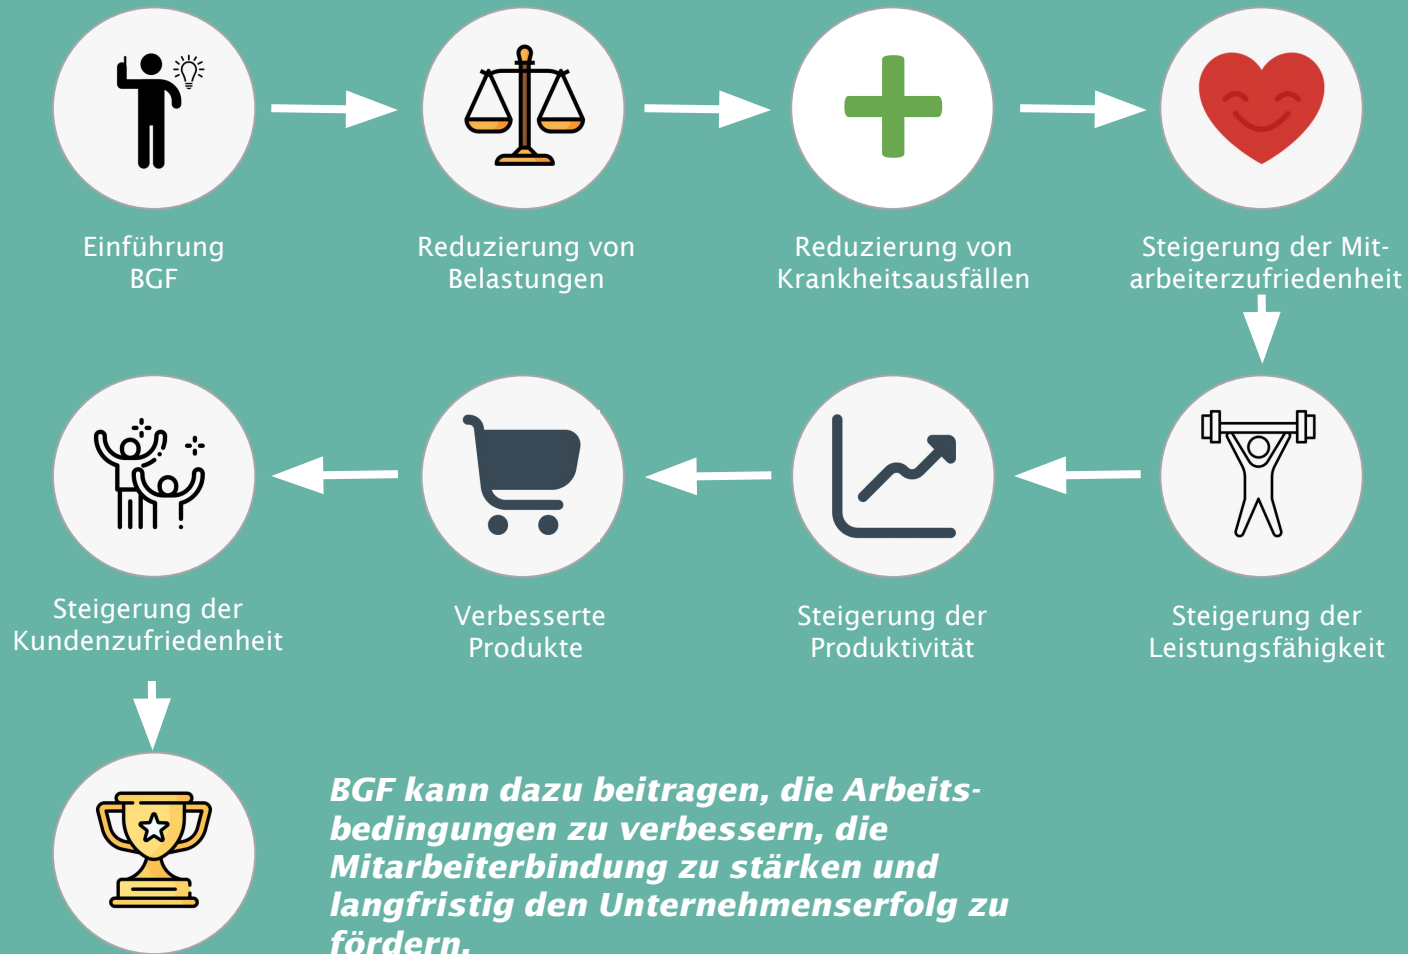 Einführung
BGF
Reduzierung von
Belastungen
Reduzierung von
Krankheitsausfällen
Steigerung der Mit-
arbeiterzufriedenheit
Steigerung der
Kundenzufriedenheit
Verbesserte
Produkte
Steigerung der
Produktivität
Steigerung der
Leistungsfähigkeit
BGF kann dazu beitragen, die Arbeits-
bedingungen zu verbessern, die
Mitarbeiterbindung zu stärken und
langfristig den Unternehmenserfolg zu
fördern.